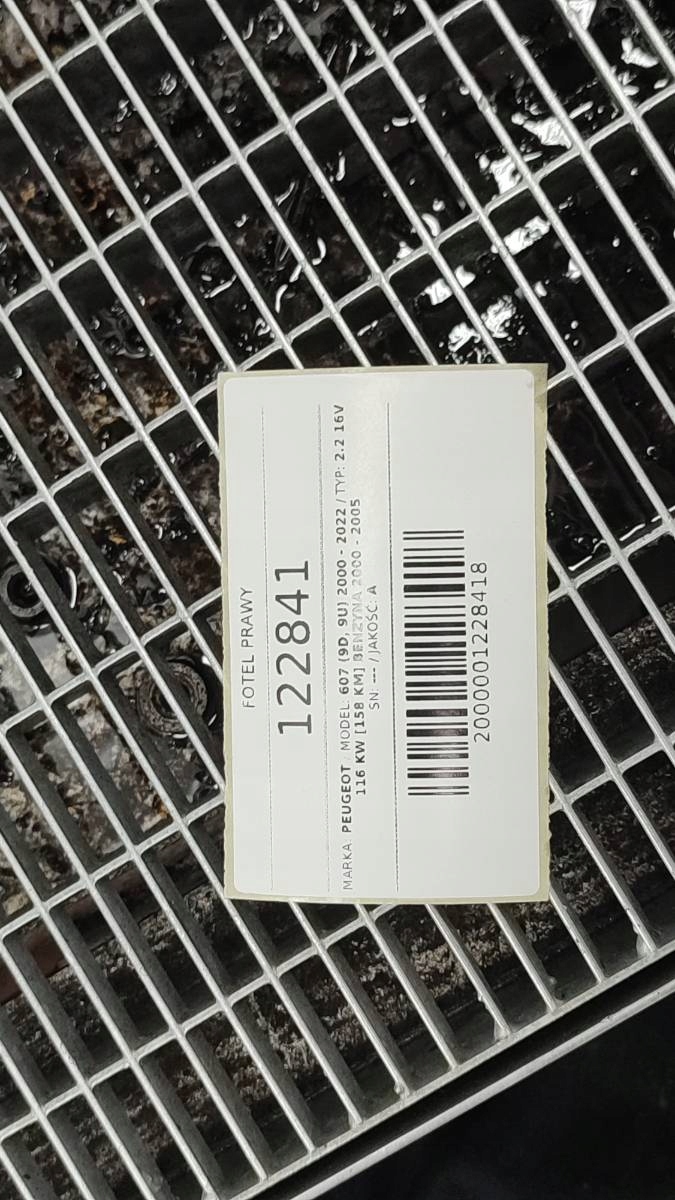 FOTEL PRAWY
122841
MARKA: PEUGEOT / MODEL: 607 (9D, 9U) 2000 - 2022 / TYP: 2.2 16V
116 KW [158 KM] BENZYNA 2000 - 2005
SN: --- / JAKOŚĆ: A
2000001228418